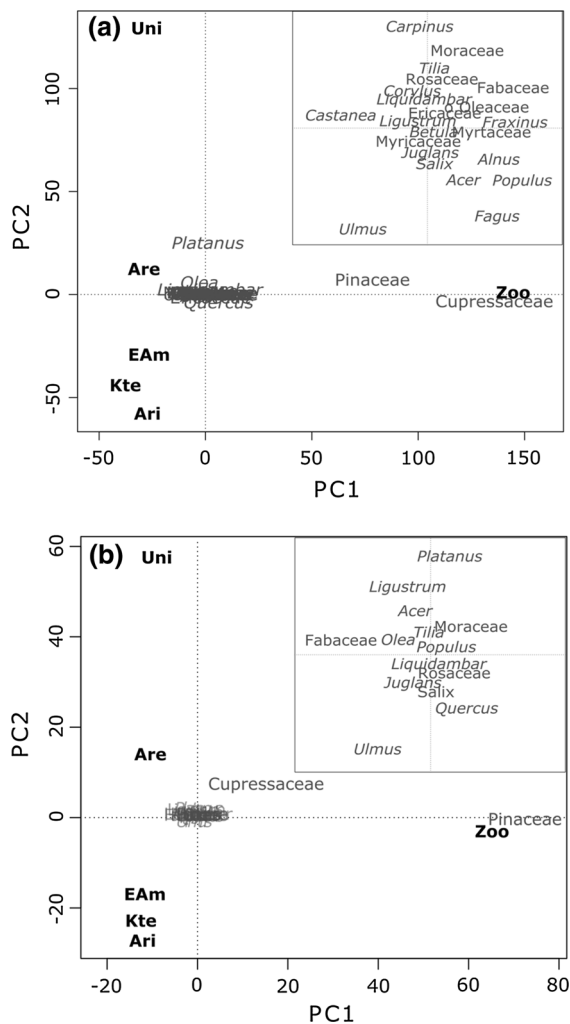 (a) Uni
Carpinus
Moraceae
Tilia
Rosaceae
Corylus Fabaceae
Liquidambar
Oleaceae
Castanea Ericaceae
Ligustrum Fraxinus
Betula Myrtaceae
Myricaceae
Juglans
Salix Alnus
Acer Populus
Fagus
Ulmus
100
50
0
-50
PC2
Platanus
Are
Olea
Pinaceae
Zoo
Quercus
Cupressaceae
EAm
Kte
Ari
-50 0 50 100 150
PC1
(b) Uni
Platanus
Ligustrum
Acer
Tilia Moraceae
Fabaceae Olea
Populus
Liquidambar
Rosaceae
Juglans
Salix
Quercus
Ulmus
60
40
20
0
-20
PC2
Are
Cupressaceae
Pinaceae
Zoo
EAm
Kte
Ari
-20 0 20 40 60 80
PC1